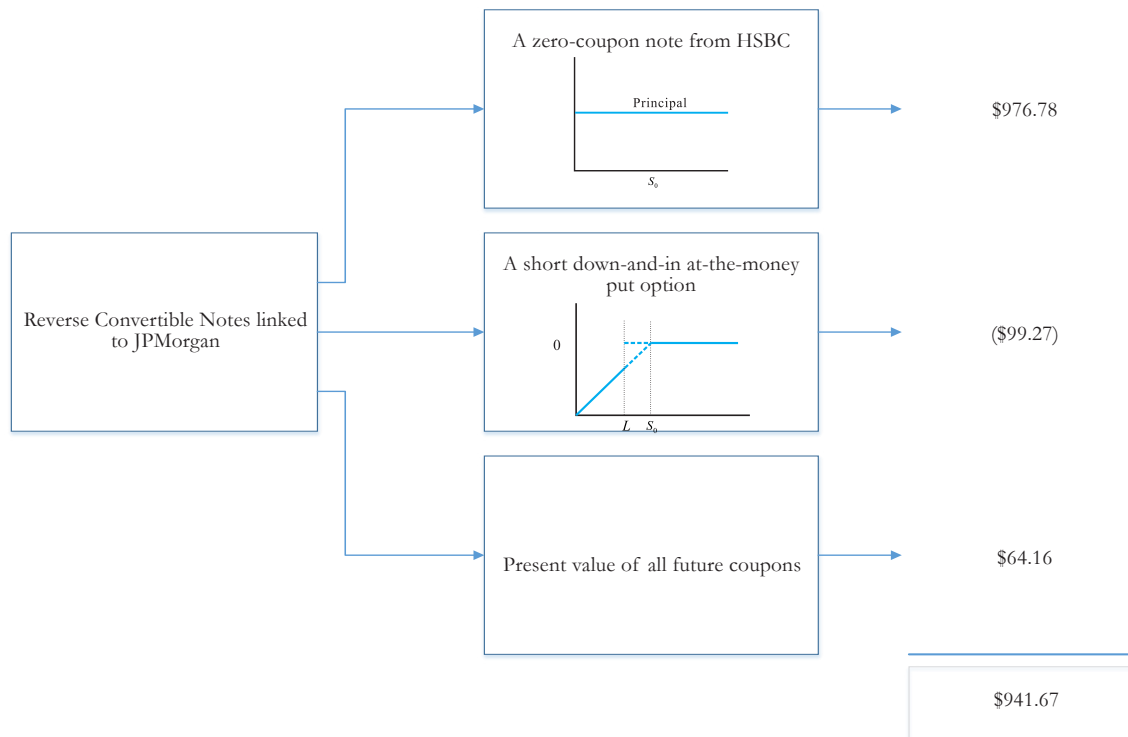 A zero-coupon note from HSBC
Principal
S₀
$976.78
Reverse Convertible Notes linked
to JPMorgan
A short down-and-in at-the-money
put option
0
L S₀
($99.27)
Present value of all future coupons
$64.16
$941.67